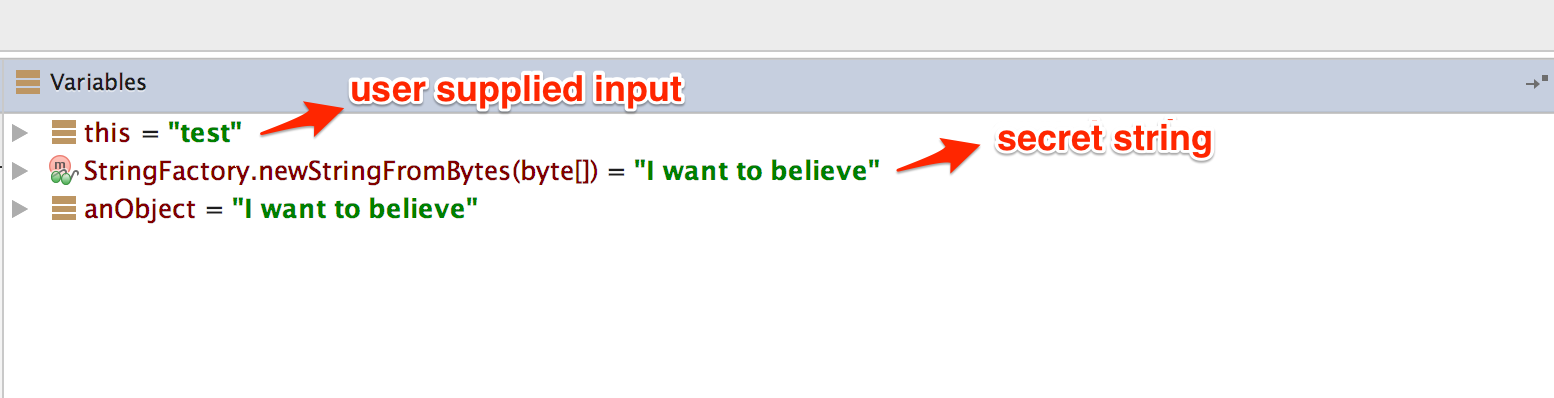 Variables
user supplied input
this = "test"
secret string
StringFactory.newStringFromBytes(byte[]) = "I want to believe"
anObject = "I want to believe"